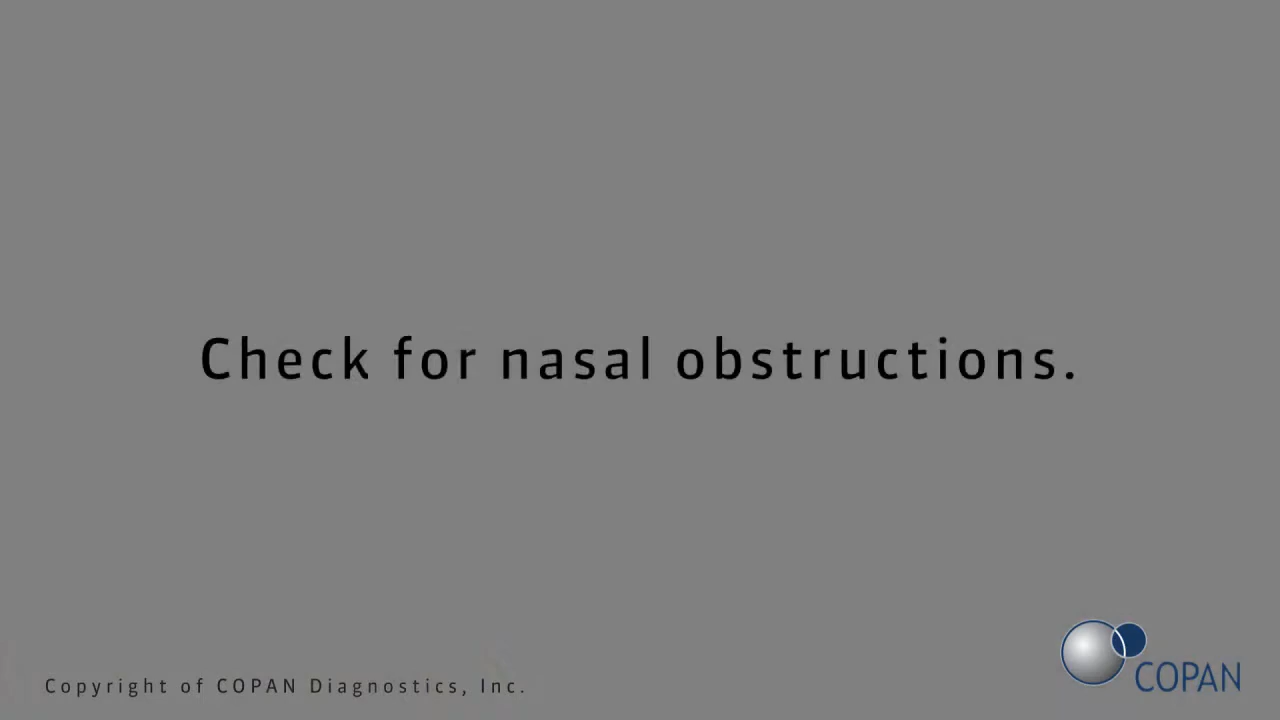 Check for nasal obstructions.
Copyright of COPAN Diagnostics, Inc.
COPAN